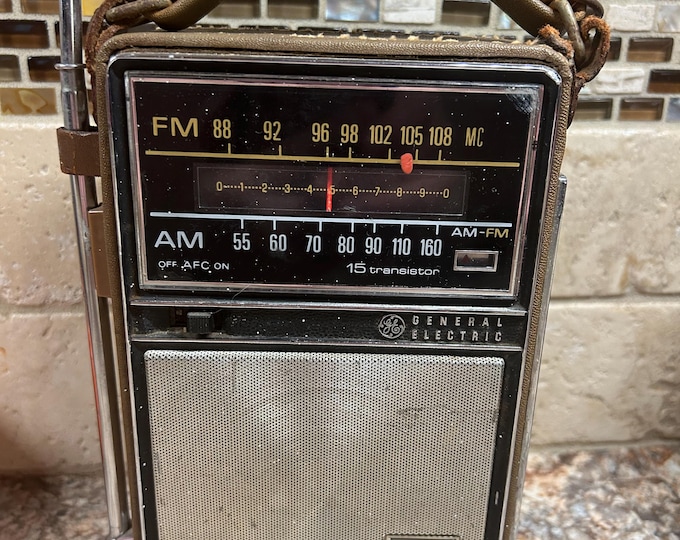 FM 88 92 96 98 102 105 108 MC
0 1 2 3 4 5 6 7 8 9 0
AM 55 60 70 80 90 110 160 AM-FM
OFF AFC ON 15 transistor
GE GENERAL
ELECTRIC